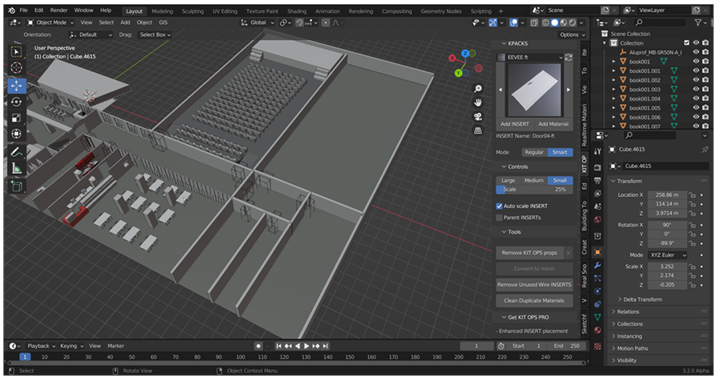 File Edit Render Window Help Layout Modeling Sculpting UV Editing Texture Paint Shading Animation Rendering Compositing Geometry Nodes Scripting Scene ViewLayer
Object Mode View Select Add Object GIS Global
Orientation: Default Drag: Select Box Options
User Perspective
(1) Collection | Cube.4615
X
Y
Z
KPACKS
EEVEE ft
Add INSERT Add Material
INSERT Name: Door04-ft
Mode Regular Smart
Controls
Large Medium Small
Scale 25%
Auto scale INSERT
Parent INSERTs
Tools
Remove KIT OPS props
Convert to mesh
Remove Unused Wire INSERTS
Clean Duplicate Materials
Get KIT OPS PRO
- Enhanced INSERT placement
Ite
To
Vie
Realtime Materi
KIT OP
Ed
Building To
Creat
Real Sno
Sketchf
Scene Collection
Collection
Aluprof_MB-SR50N-A_I
book001
book001.001
book001.002
book001.003
book001.004
book001.005
book001.006
book001.007
Cube.4615
Cube.4615
Transform
Location X 258.86 m
Y 114.14 m
Z 3.9714 m
Rotation X 90°
Y 0°
Z -89.9°
Mode XYZ Euler
Scale X 3.252
Y 2.174
Z -0.205
Delta Transform
Relations
Collections
Instancing
Motion Paths
Visibility
Playback Keying View Marker 1 Start 1 End 250
1 10 20 30 40 50 60 70 80 90 100 110 120 130 140 150 160 170 180 190 200 210 220 230 240 250
Select Rotate View Object Context Menu 3.2.0 Alpha